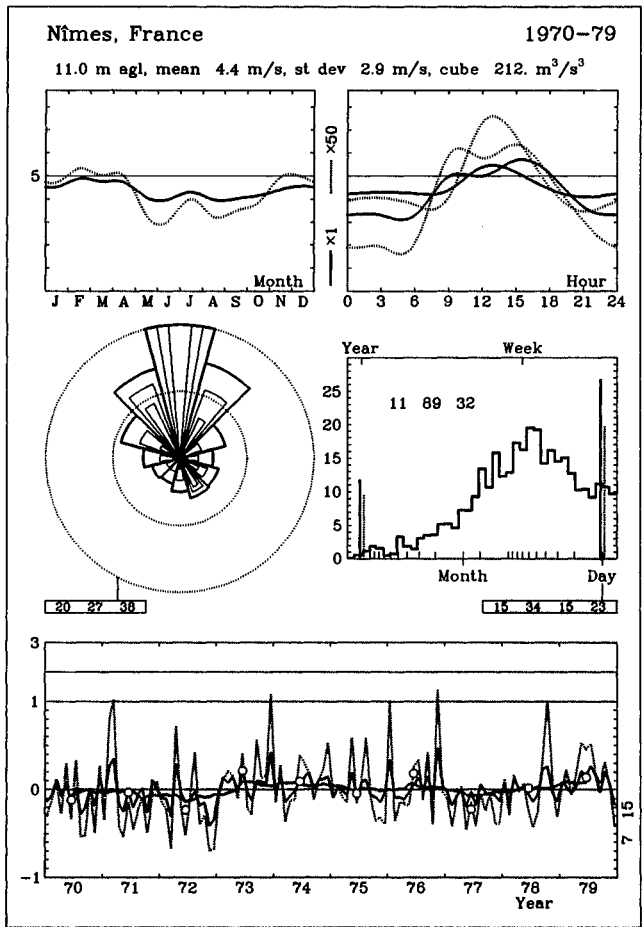 Nîmes, France 1970-79
11.0 m agl, mean 4.4 m/s, st dev 2.9 m/s, cube 212. m³/s³
5
Month
J F M A M J J A S O N D
×1 ×50
Hour
0 3 6 9 12 15 18 21 24
Year Week
25
20
15
10
5
0
11 89 32
Month Day
20 27 38
15 34 15 23
3
1
0
-1
70 71 72 73 74 75 76 77 78 79
Year
7 15